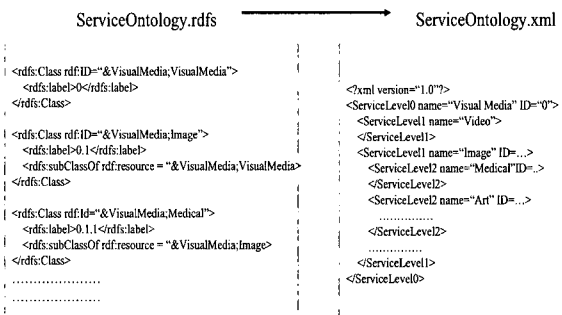 ServiceOntology.rdfs
ServiceOntology.xml
<rdfs:Class rdf:ID=“&VisualMedia;VisualMedia”>
<rdfs:label>0</rdfs:label>
</rdfs:Class>
<rdfs:Class rdf:ID=“&VisualMedia;Image”>
<rdfs:label>0.1</rdfs:label>
<rdfs:subClassOf rdf:resource = “&VisualMedia;VisualMedia>
</rdfs:Class>
<rdfs:Class rdf:Id=“&VisualMedia;Medical”>
<rdfs:label>0.1.1</rdfs:label>
<rdfs:subClassOf rdf:resource = “&VisualMedia;Image>
</rdfs:Class>
.....................
.....................
<?xml version=“1.0”?>
<ServiceLevel0 name=“Visual Media” ID=“0”>
<ServiceLevel1 name=“Video”>
</ServiceLevel1>
<ServiceLevel1 name=“Image” ID=...>
<ServiceLevel2 name=“Medical”ID=..>
</ServiceLevel2>
<ServiceLevel2 name=“Art” ID=...>
...............
</ServiceLevel2>
...............
</ServiceLevel1>
</ServiceLevel0>